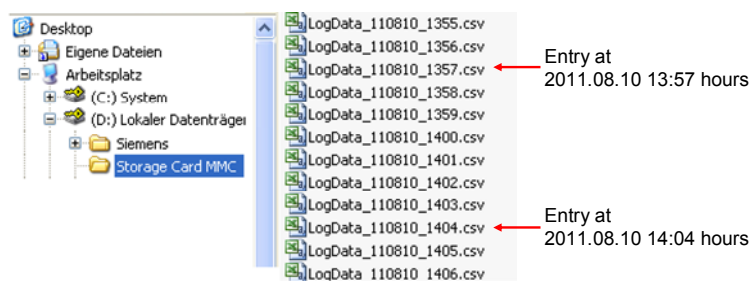 Desktop
Eigene Dateien
Arbeitsplatz
(C:) System
(D:) Lokaler Datenträger
Siemens
Storage Card MMC
LogData_110810_1355.csv
LogData_110810_1356.csv
LogData_110810_1357.csv
LogData_110810_1358.csv
LogData_110810_1359.csv
LogData_110810_1400.csv
LogData_110810_1401.csv
LogData_110810_1402.csv
LogData_110810_1403.csv
LogData_110810_1404.csv
LogData_110810_1405.csv
LogData_110810_1406.csv
Entry at
2011.08.10 13:57 hours
Entry at
2011.08.10 14:04 hours